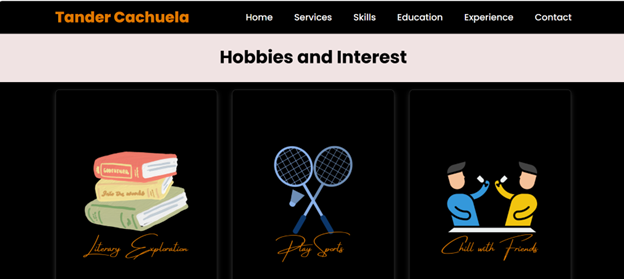 Tander Cachuela Home Services Skills Education Experience Contact
Hobbies and Interest
Literary Exploration
Play Sports
Chill with Friends